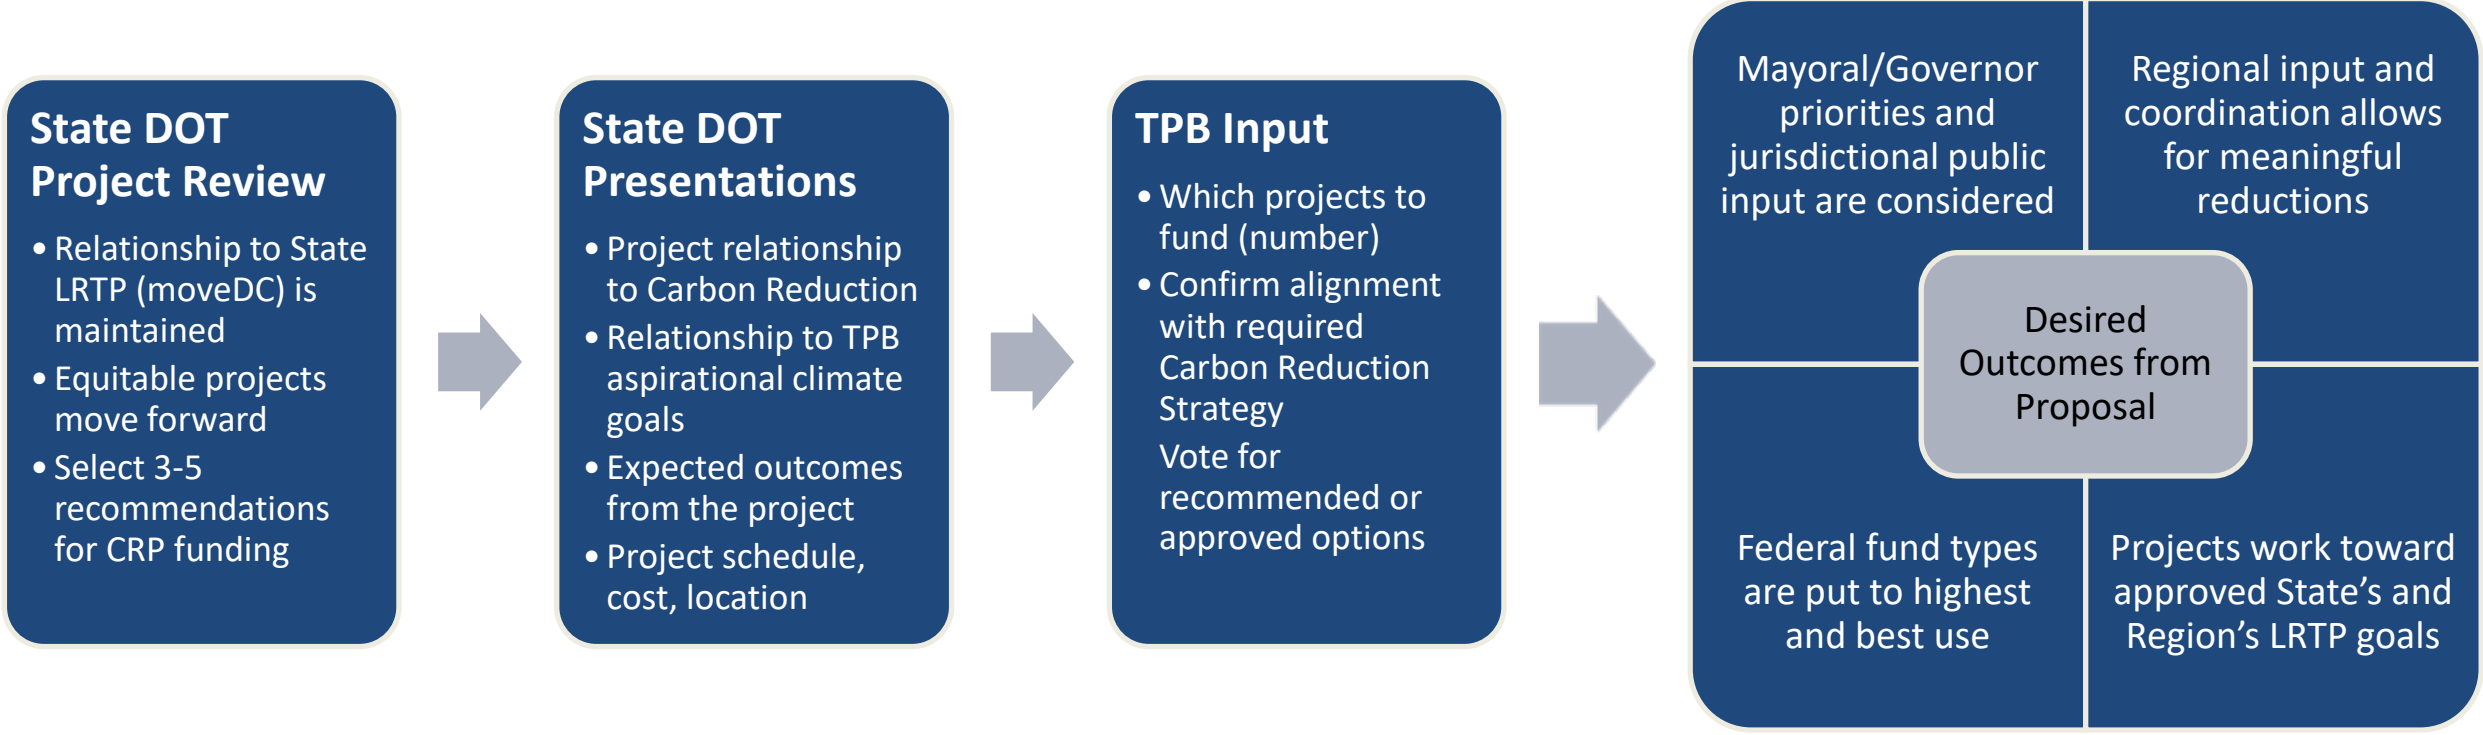 State DOT
Project Review
• Relationship to State
LRTP (moveDC) is
maintained
• Equitable projects
move forward
• Select 3-5
recommendations
for CRP funding
State DOT
Presentations
• Project relationship
to Carbon Reduction
• Relationship to TPB
aspirational climate
goals
• Expected outcomes
from the project
• Project schedule,
cost, location
TPB Input
• Which projects to
fund (number)
• Confirm alignment
with required
Carbon Reduction
Strategy
Vote for
recommended or
approved options
Mayoral/Governor
priorities and
jurisdictional public
input are considered
Regional input and
coordination allows
for meaningful
reductions
Desired
Outcomes from
Proposal
Federal fund types
are put to highest
and best use
Projects work toward
approved State’s and
Region’s LRTP goals